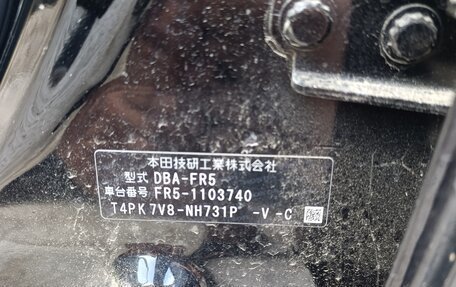 本田技研工業株式会社
型式 DBA-FR5
車台番号 FR5-1103740
T4PK 7V8-NH731P -V -C